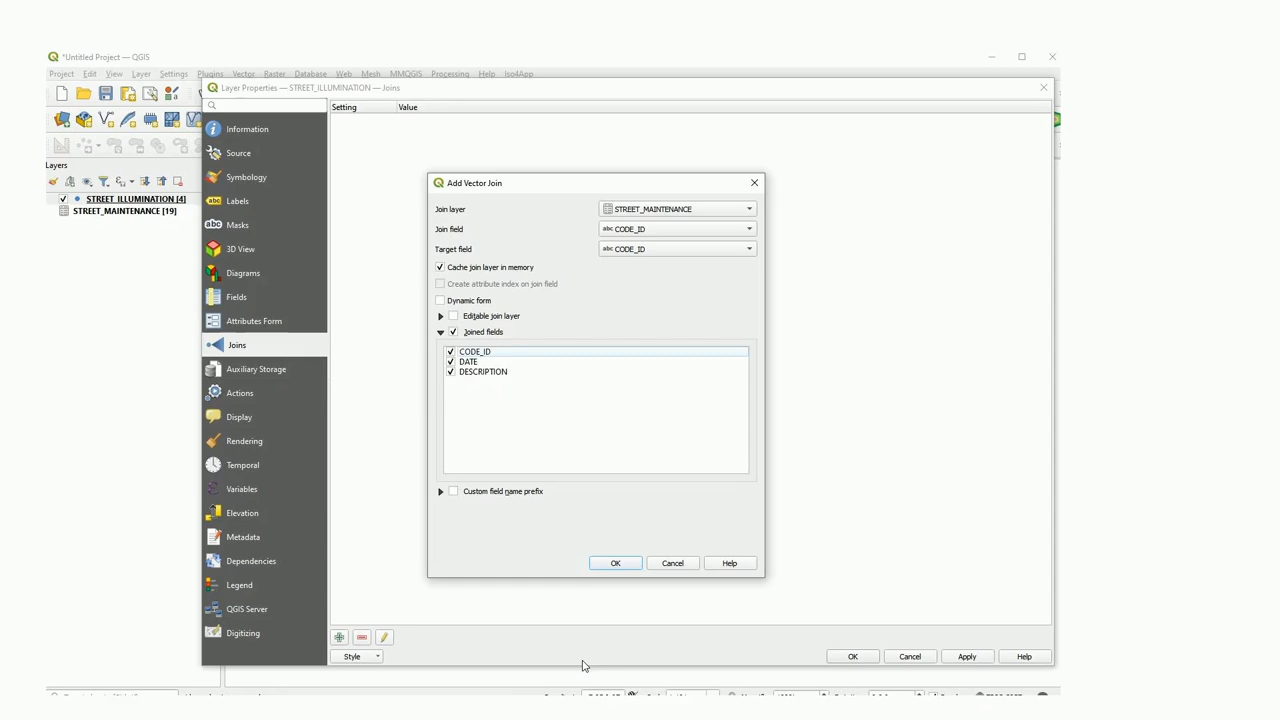 *Untitled Project — QGIS
Project Edit View Layer Settings Plugins Vector Raster Database Web Mesh MMQGIS Processing Help Iso4App
Layer Properties — STREET_ILLUMINATION — Joins
Setting Value
Information
Source
Symbology
Labels
Masks
3D View
Diagrams
Fields
Attributes Form
Joins
Auxiliary Storage
Actions
Display
Rendering
Temporal
Variables
Elevation
Metadata
Dependencies
Legend
QGIS Server
Digitizing
Layers
STREET_ILLUMINATION [4]
STREET_MAINTENANCE [19]
Add Vector Join
Join layer STREET_MAINTENANCE
Join field abc CODE_ID
Target field abc CODE_ID
Cache join layer in memory
Create attribute index on join field
Dynamic form
Editable join layer
Joined fields
CODE_ID
DATE
DESCRIPTION
Custom field name prefix
OK Cancel Help
Style OK Cancel Apply Help